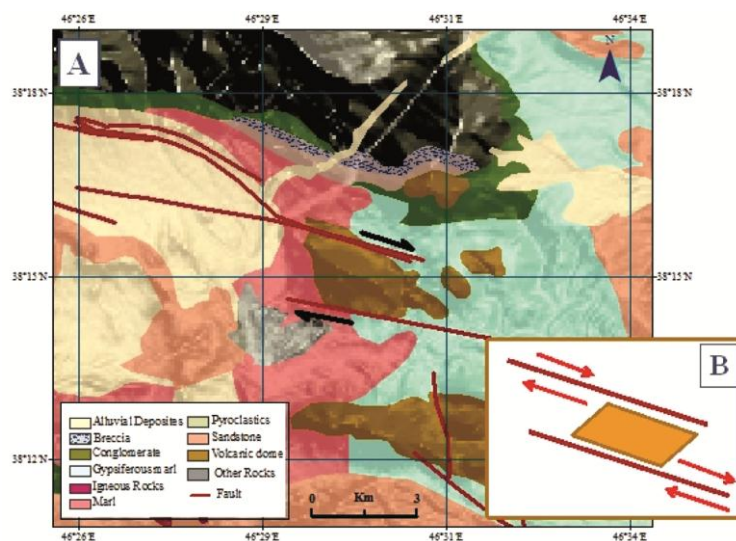 46°26'E 46°29'E 46°31'E 46°34'E
A
N
38°18'N 38°18'N
38°15'N 38°15'N
B
Alluvial Deposites
Breccia
Conglomerate
Gypsiferous marl
Igneous Rocks
Marl
Pyroclastics
Sandstone
Volcanic dome
Other Rocks
Fault
38°12'N
0 Km 3
46°26'E 46°29'E 46°31'E 46°34'E